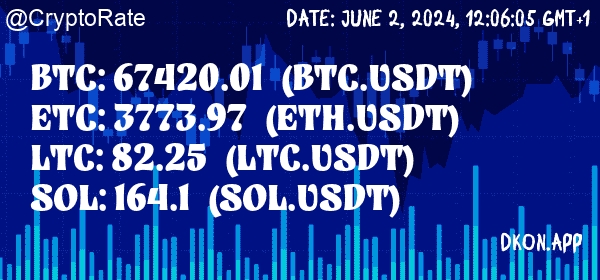 @CryptoRate
DATE: JUNE 2, 2024, 12:06:05 GMT+1
BTC: 67420.01 (BTC.USDT)
ETC: 3773.97 (ETH.USDT)
LTC: 82.25 (LTC.USDT)
SOL: 164.1 (SOL.USDT)
DKON.APP